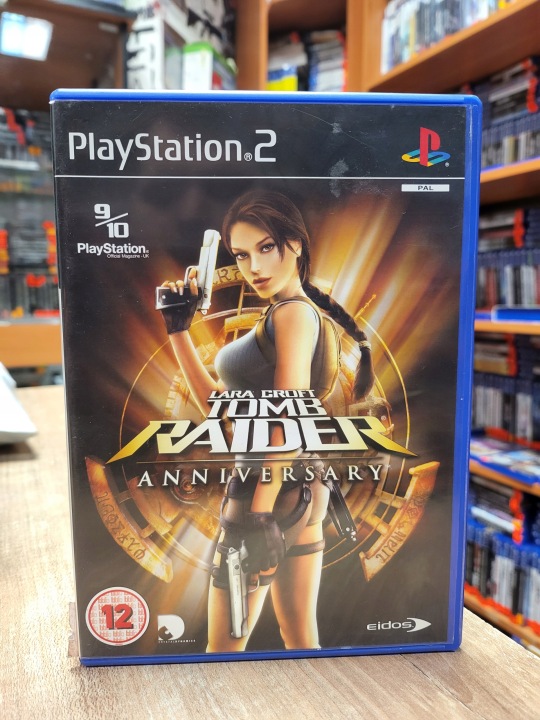 PlayStation®2
PAL
9/10
PlayStation®
Official Magazine - UK
LARA CROFT
TOMB
RAIDER
ANNIVERSARY
12
eidos